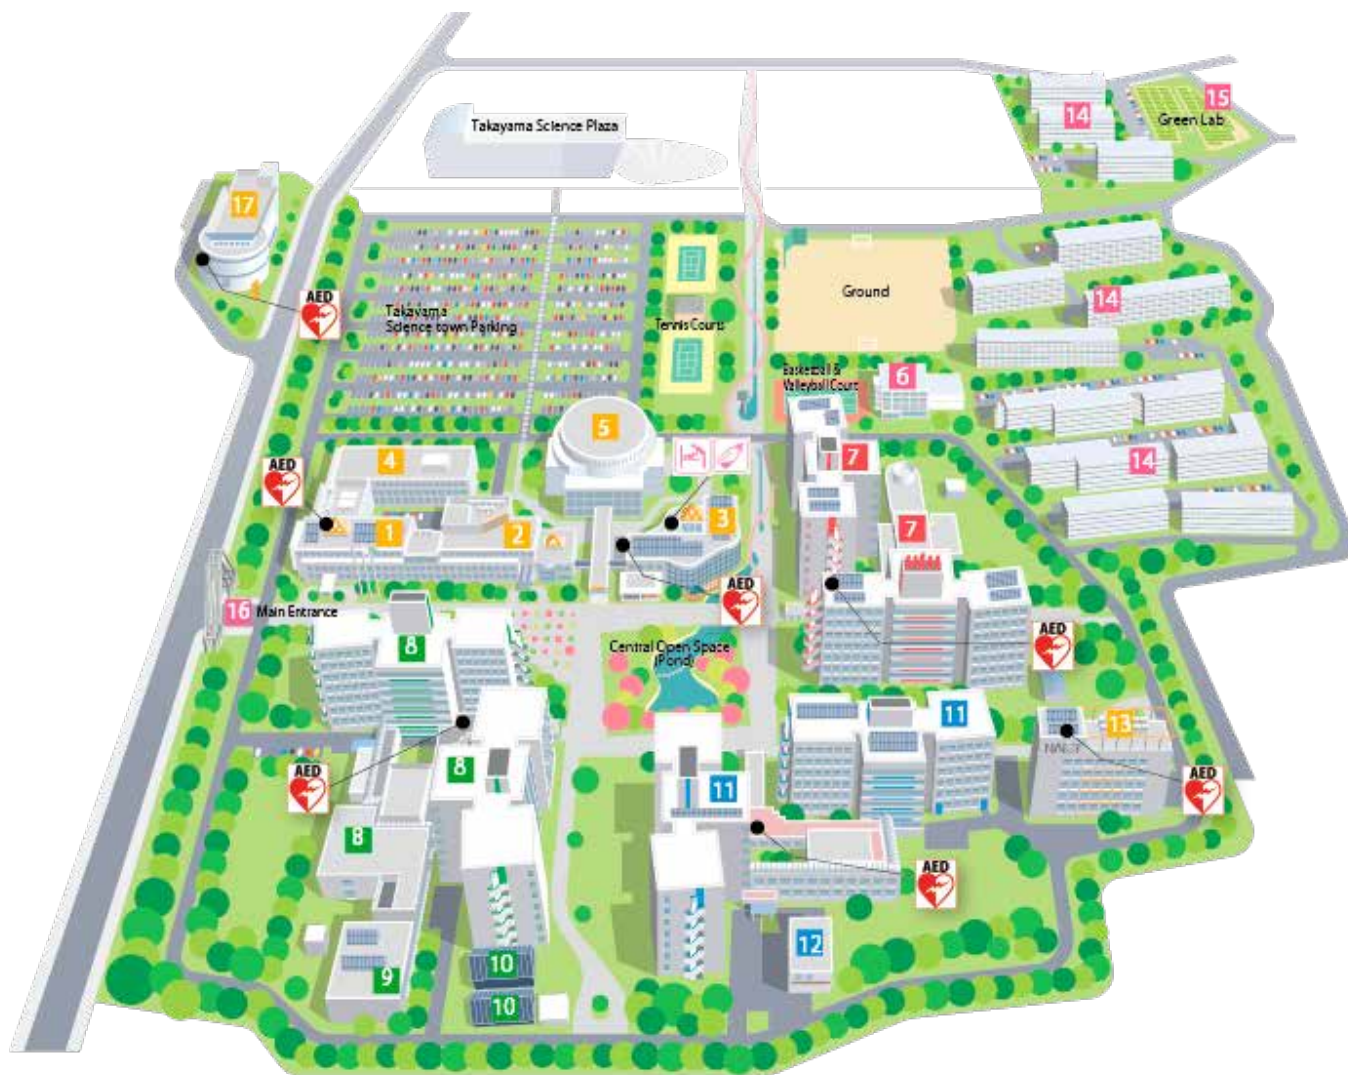 Takayama Science Plaza
14
15
Green Lab
17
AED
Takayama
Science town Parking
Tennis Courts
Ground
14
Basketball &
Valleyball Court
6
5
4
7
14
AED
1
2
3
7
AED
16 Main Entrance
8
Central Open Space
(Pond)
AED
11
13
AED
8
11
AED
8
AED
12
9
10
10